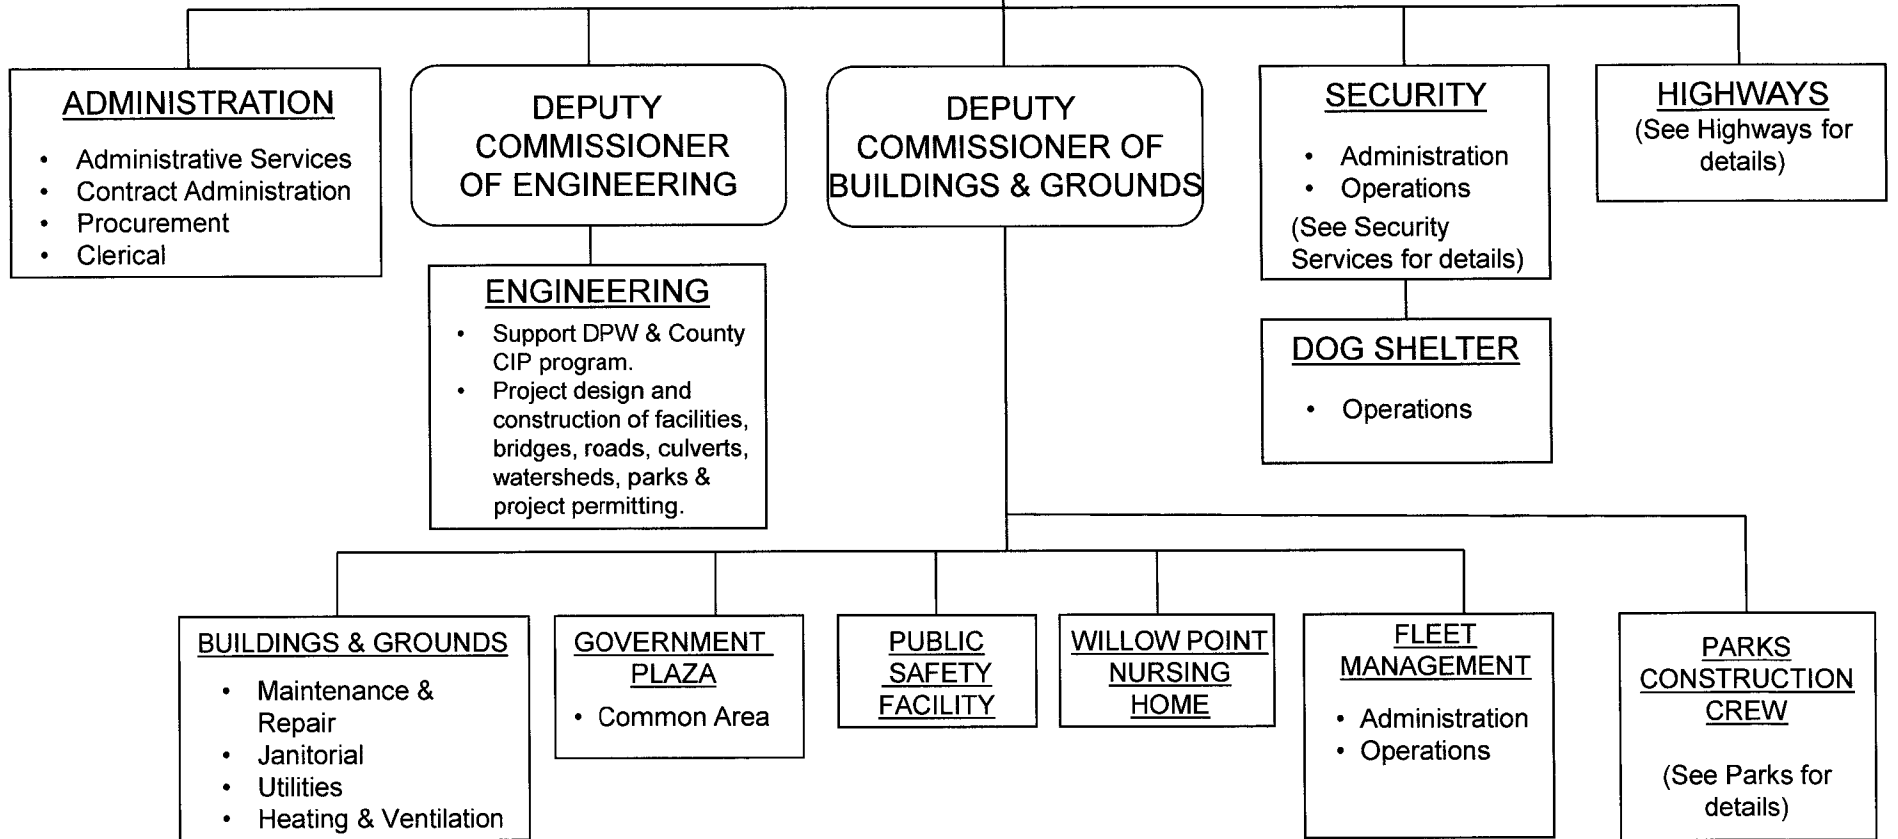 ADMINISTRATION
• Administrative Services
• Contract Administration
• Procurement
• Clerical
DEPUTY
COMMISSIONER
OF ENGINEERING
DEPUTY
COMMISSIONER OF
BUILDINGS & GROUNDS
SECURITY
• Administration
• Operations
(See Security
Services for details)
HIGHWAYS
(See Highways for
details)
ENGINEERING
• Support DPW & County
CIP program.
• Project design and
construction of facilities,
bridges, roads, culverts,
watersheds, parks &
project permitting.
DOG SHELTER
• Operations
BUILDINGS & GROUNDS
• Maintenance &
Repair
• Janitorial
• Utilities
• Heating & Ventilation
GOVERNMENT
PLAZA
• Common Area
PUBLIC
SAFETY
FACILITY
WILLOW POINT
NURSING
HOME
FLEET
MANAGEMENT
• Administration
• Operations
PARKS
CONSTRUCTION
CREW
(See Parks for
details)